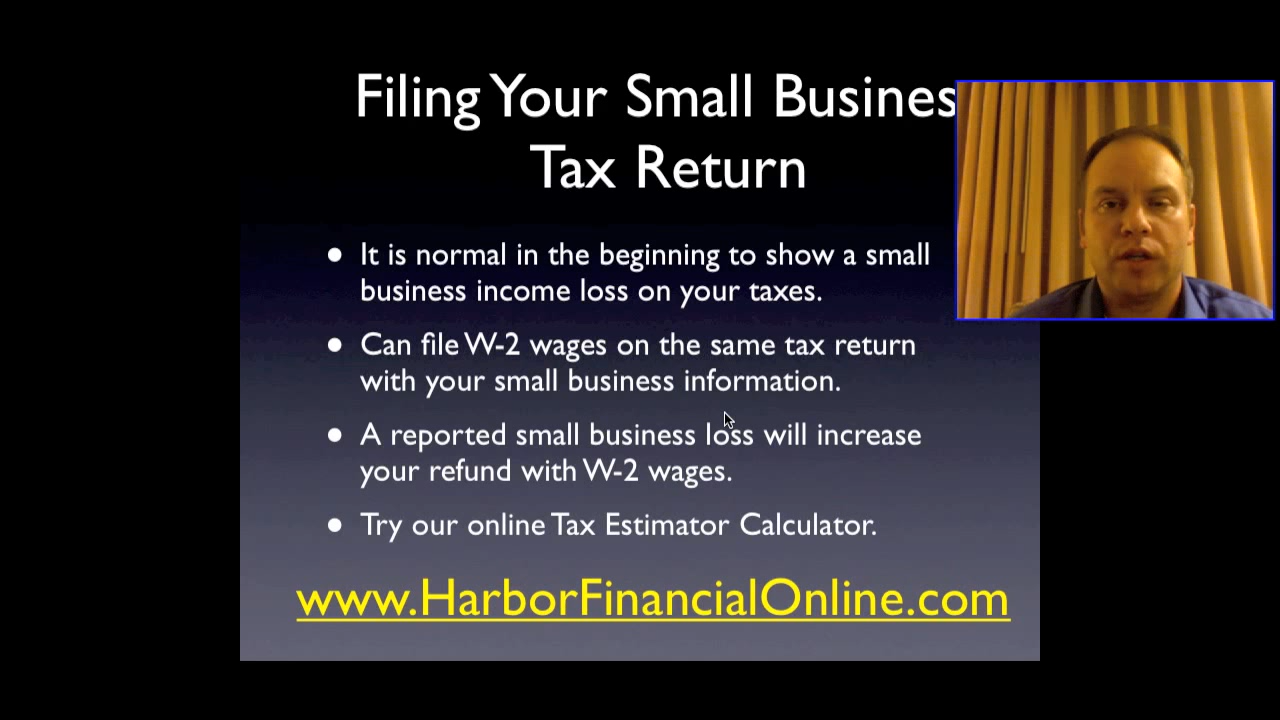 Filing Your Small Busines
Tax Return
• It is normal in the beginning to show a small
business income loss on your taxes.
• Can file W-2 wages on the same tax return
with your small business information.
• A reported small business loss will increase
your refund with W-2 wages.
• Try our online Tax Estimator Calculator.
www.HarborFinancialOnline.com